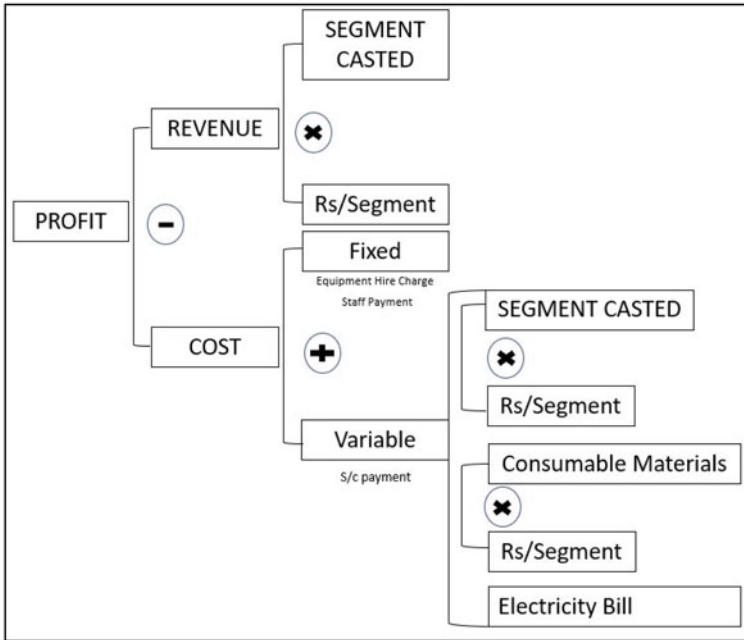 SEGMENT
CASTED
REVENUE
Rs/Segment
PROFIT
Fixed
Equipment Hire Charge
Staff Payment
COST
Variable
S/c payment
SEGMENT CASTED
Rs/Segment
Consumable Materials
Rs/Segment
Electricity Bill